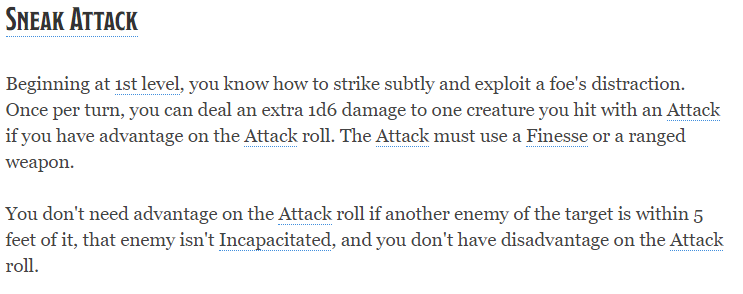 Sneak Attack
Beginning at 1st level, you know how to strike subtly and exploit a foe's distraction.
Once per turn, you can deal an extra 1d6 damage to one creature you hit with an Attack
if you have advantage on the Attack roll. The Attack must use a Finesse or a ranged
weapon.
You don't need advantage on the Attack roll if another enemy of the target is within 5
feet of it, that enemy isn't Incapacitated, and you don't have disadvantage on the Attack
roll.